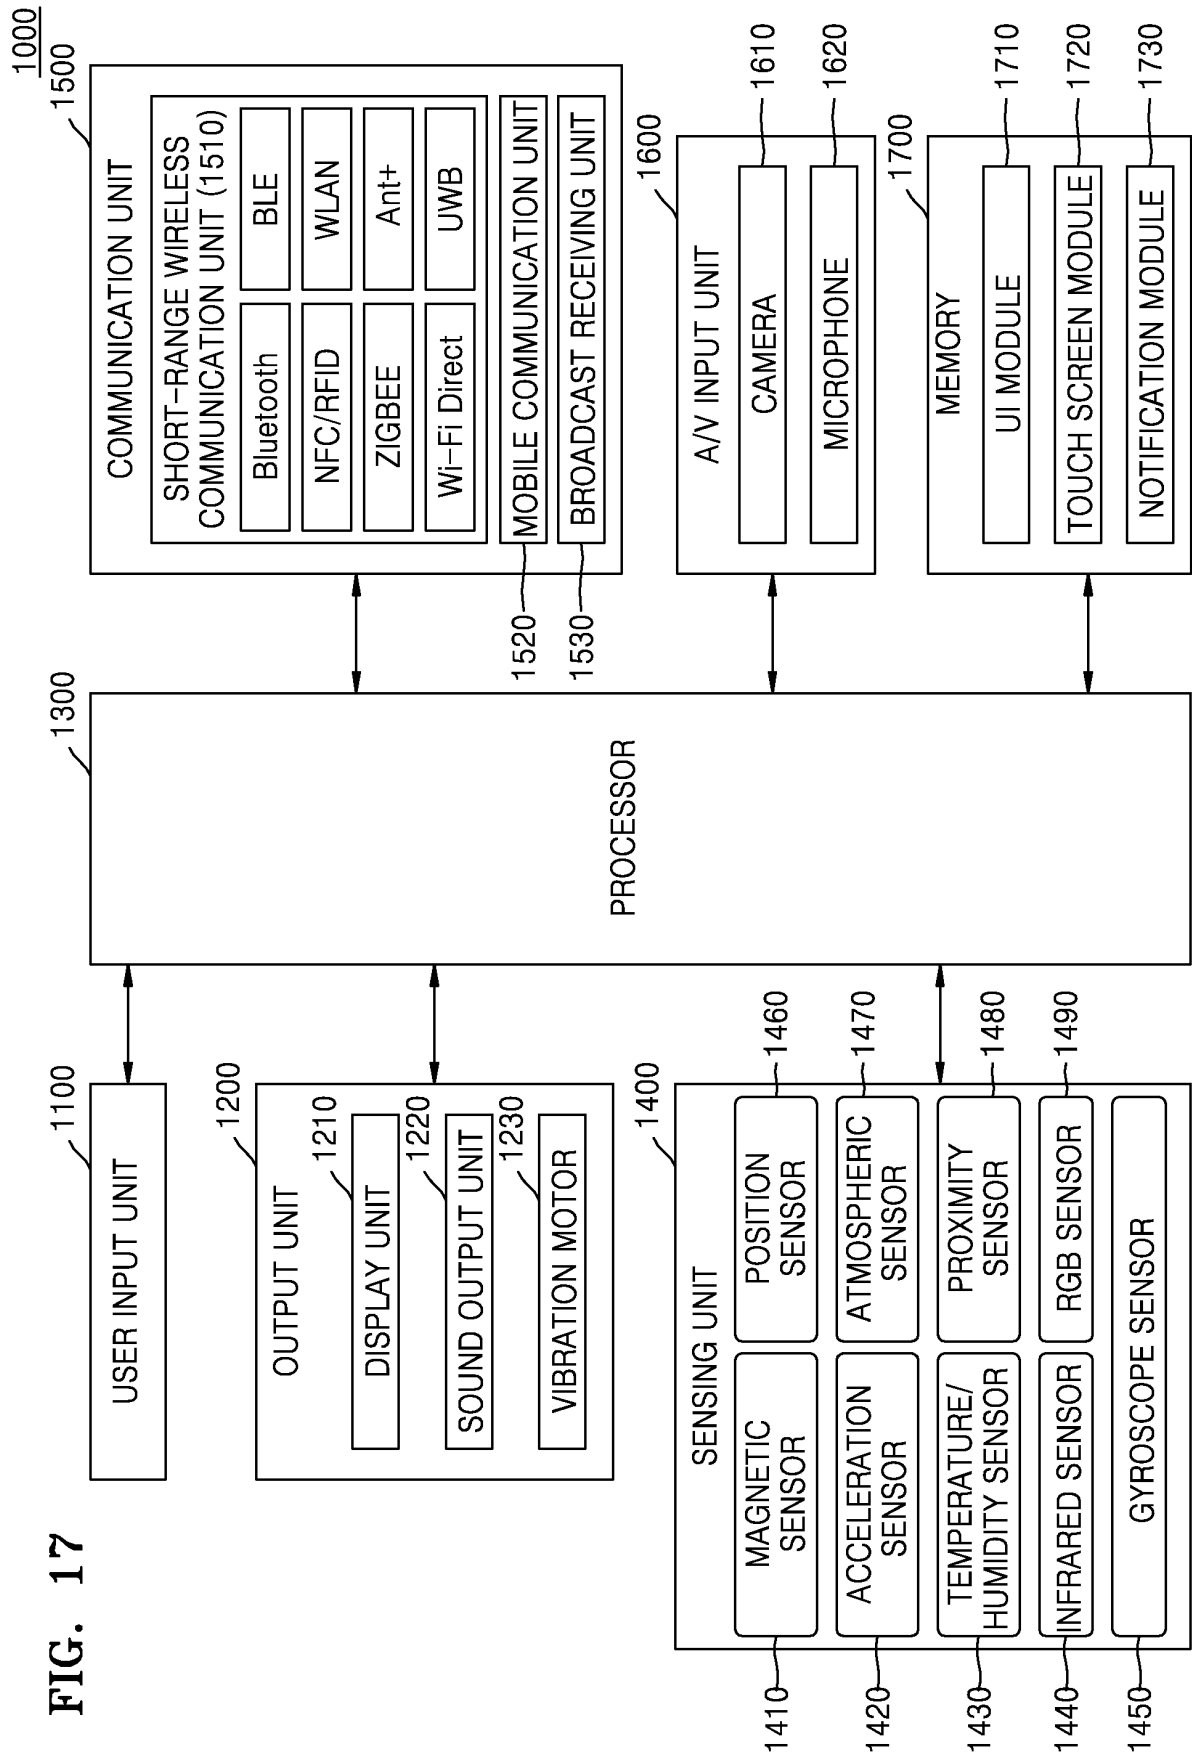 FIG. 17
1000
1100
USER INPUT UNIT
1200
OUTPUT UNIT
1210
DISPLAY UNIT
1220
SOUND OUTPUT UNIT
1230
VIBRATION MOTOR
1400
SENSING UNIT
1410
MAGNETIC
SENSOR
POSITION
SENSOR
1460
1420
ACCELERATION
SENSOR
ATMOSPHERIC
SENSOR
1470
1430
TEMPERATURE/
HUMIDITY SENSOR
PROXIMITY
SENSOR
1480
1440
INFRARED SENSOR
RGB SENSOR
1490
1450
GYROSCOPE SENSOR
1300
PROCESSOR
1500
COMMUNICATION UNIT
SHORT-RANGE WIRELESS
COMMUNICATION UNIT (1510)
Bluetooth
BLE
NFC/RFID
WLAN
ZIGBEE
Ant+
Wi-Fi Direct
UWB
1520
MOBILE COMMUNICATION UNIT
1530
BROADCAST RECEIVING UNIT
1600
A/V INPUT UNIT
CAMERA
1610
MICROPHONE
1620
1700
MEMORY
UI MODULE
1710
TOUCH SCREEN MODULE
1720
NOTIFICATION MODULE
1730